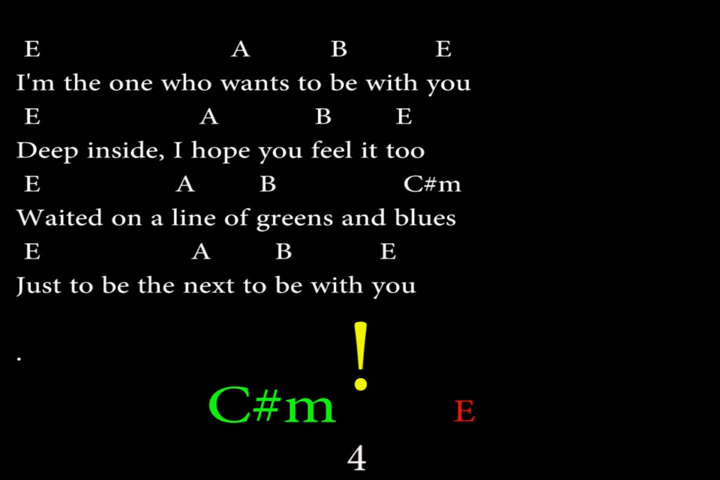 E A B E
I'm the one who wants to be with you
E A B E
Deep inside, I hope you feel it too
E A B C#m
Waited on a line of greens and blues
E A B E
Just to be the next to be with you
.
!
C#m E
4